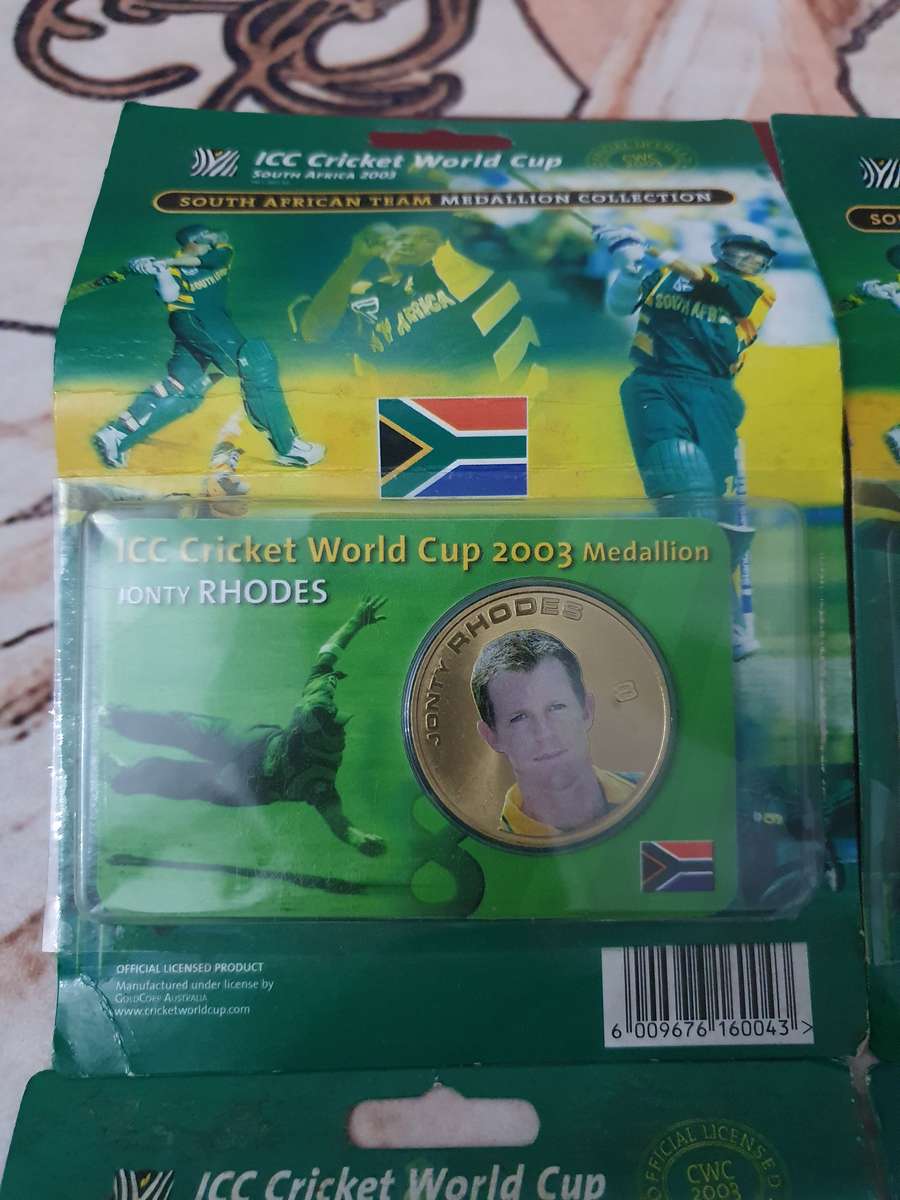 ICC Cricket World Cup
South Africa 2003
SOUTH AFRICAN TEAM MEDALLION COLLECTION
CWC
SOUTH AFRICA
ICC Cricket World Cup 2003 Medallion
JONTY RHODES
JONTY RHODES
8
OFFICIAL LICENSED PRODUCT
Manufactured under license by
GoldCorp Australia
www.cricketworldcup.com
6 009676 160043 >
ICC Cricket World Cup
OFFICIAL LICENSED
CWC
2003